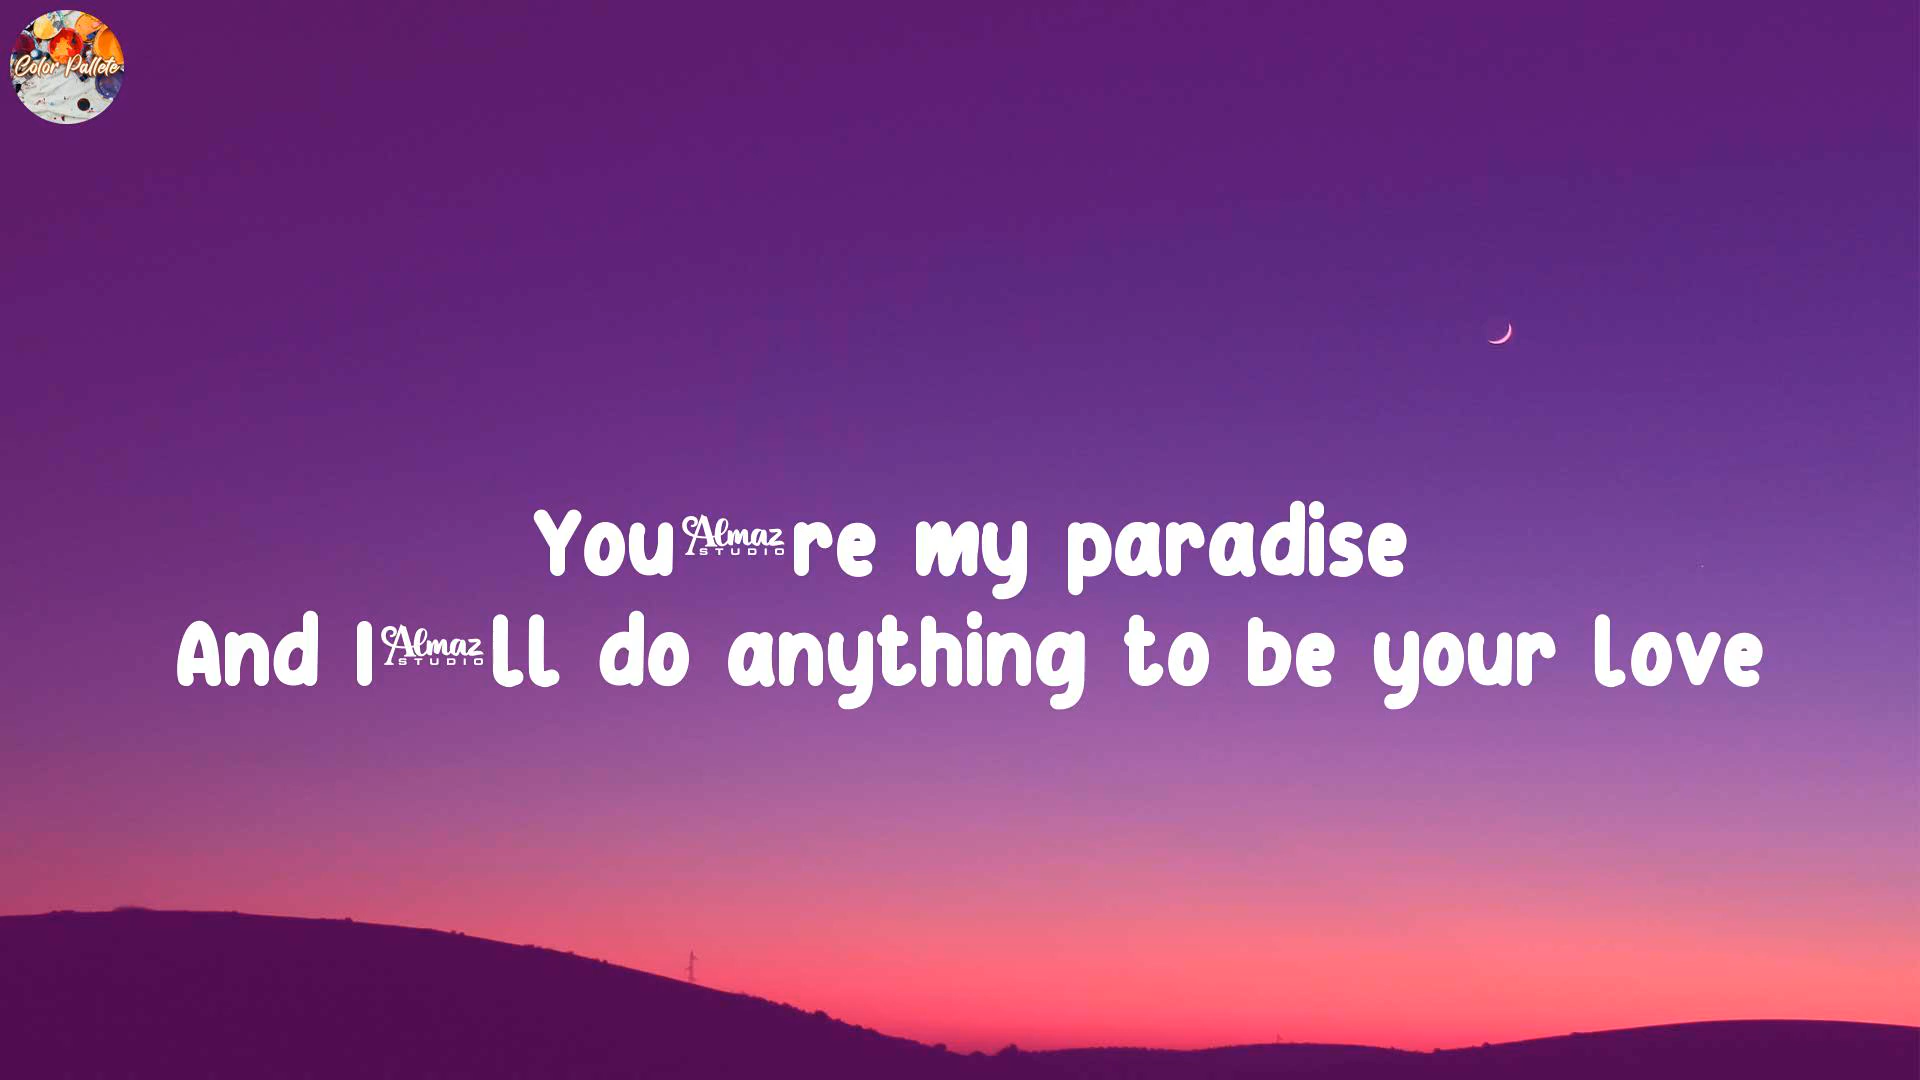 Color Pallete
You Almaz STUDIO re my paradise
And I Almaz STUDIO ll do anything to be your love